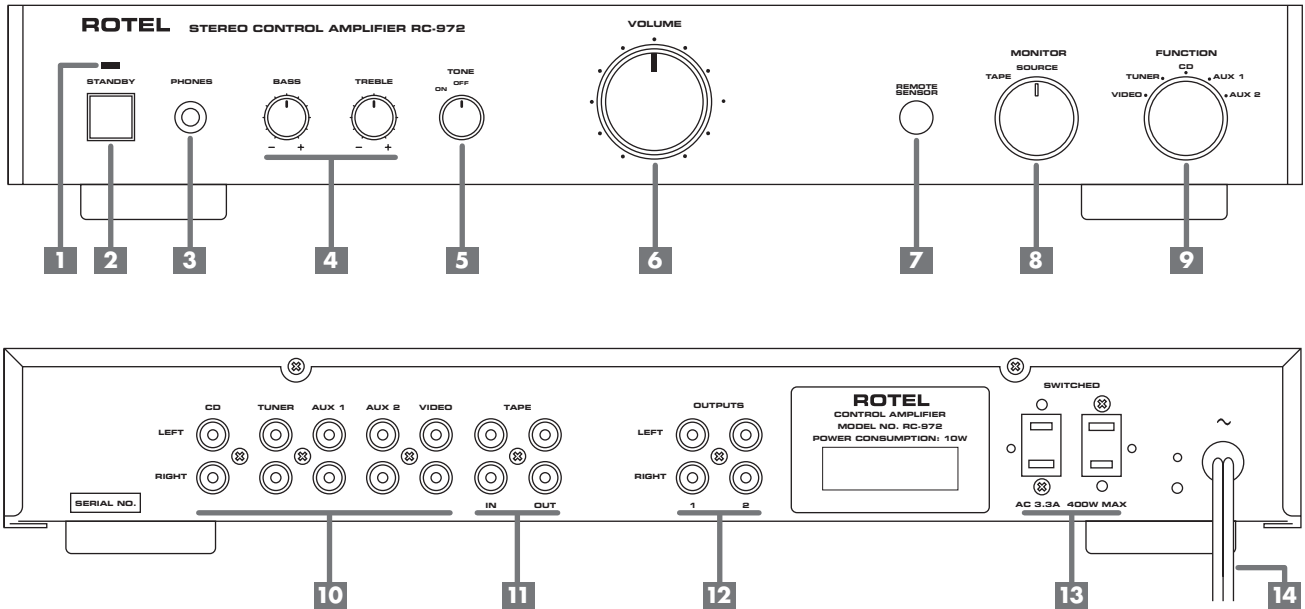 ROTEL STEREO CONTROL AMPLIFIER RC-972
VOLUME
STANDBY
PHONES
BASS
− +
TREBLE
− +
TONE
ON OFF
REMOTE
SENSOR
MONITOR
TAPE SOURCE
FUNCTION
VIDEO TUNER CD AUX 1 AUX 2
1 2 3 4 5 6 7 8 9
CD TUNER AUX 1 AUX 2 VIDEO TAPE
LEFT
RIGHT
IN OUT
SERIAL NO.
OUTPUTS
LEFT
RIGHT
1 2
ROTEL
CONTROL AMPLIFIER
MODEL NO. RC-972
POWER CONSUMPTION: 10W
SWITCHED
AC 3.3A 400W MAX
~
10 11 12 13 14